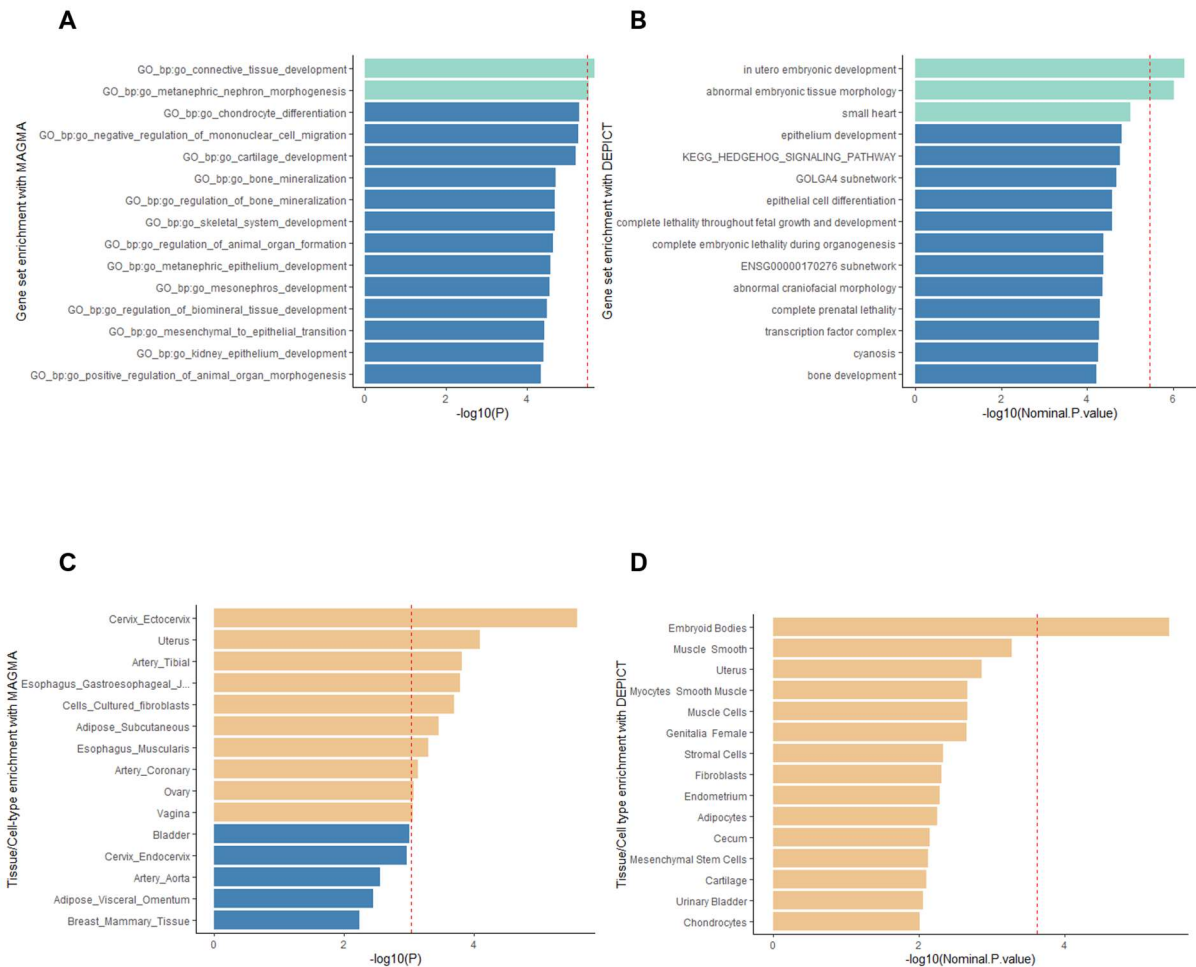 A
Gene set enrichment with MAGMA
GO_bp:go_connective_tissue_development
GO_bp:go_metanephric_nephron_morphogenesis
GO_bp:go_chondrocyte_differentiation
GO_bp:go_negative_regulation_of_mononuclear_cell_migration
GO_bp:go_cartilage_development
GO_bp:go_bone_mineralization
GO_bp:go_regulation_of_bone_mineralization
GO_bp:go_skeletal_system_development
GO_bp:go_regulation_of_animal_organ_formation
GO_bp:go_metanephric_epithelium_development
GO_bp:go_mesonephros_development
GO_bp:go_regulation_of_biomineral_tissue_development
GO_bp:go_mesenchymal_to_epithelial_transition
GO_bp:go_kidney_epithelium_development
GO_bp:go_positive_regulation_of_animal_organ_morphogenesis
0 2 4
-log10(P)
B
Gene set enrichment with DEPICT
in utero embryonic development
abnormal embryonic tissue morphology
small heart
epithelium development
KEGG_HEDGEHOG_SIGNALING_PATHWAY
GOLGA4 subnetwork
epithelial cell differentiation
complete lethality throughout fetal growth and development
complete embryonic lethality during organogenesis
ENSG00000170276 subnetwork
abnormal craniofacial morphology
complete prenatal lethality
transcription factor complex
cyanosis
bone development
0 2 4 6
-log10(Nominal.P.value)
C
Tissue/Cell-type enrichment with MAGMA
Cervix_Ectocervix
Uterus
Artery_Tibial
Esophagus_Gastroesophageal_J...
Cells_Cultured_fibroblasts
Adipose_Subcutaneous
Esophagus_Muscularis
Artery_Coronary
Ovary
Vagina
Bladder
Cervix_Endocervix
Artery_Aorta
Adipose_Visceral_Omentum
Breast_Mammary_Tissue
0 2 4
-log10(P)
D
Tissue/Cell type enrichment with DEPICT
Embryoid Bodies
Muscle Smooth
Uterus
Myocytes Smooth Muscle
Muscle Cells
Genitalia Female
Stromal Cells
Fibroblasts
Endometrium
Adipocytes
Cecum
Mesenchymal Stem Cells
Cartilage
Urinary Bladder
Chondrocytes
0 2 4
-log10(Nominal.P.value)